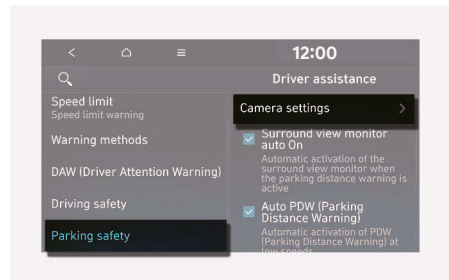 12:00
Driver assistance
Speed limit
Speed limit warning
Warning methods
DAW (Driver Attention Warning)
Driving safety
Parking safety
Camera settings
Surround view monitor
auto On
Automatic activation of the
surround view monitor when
the parking distance warning is
active
Auto PDW (Parking
Distance Warning)
Automatic activation of PDW
(Parking Distance Warning) at
low speeds